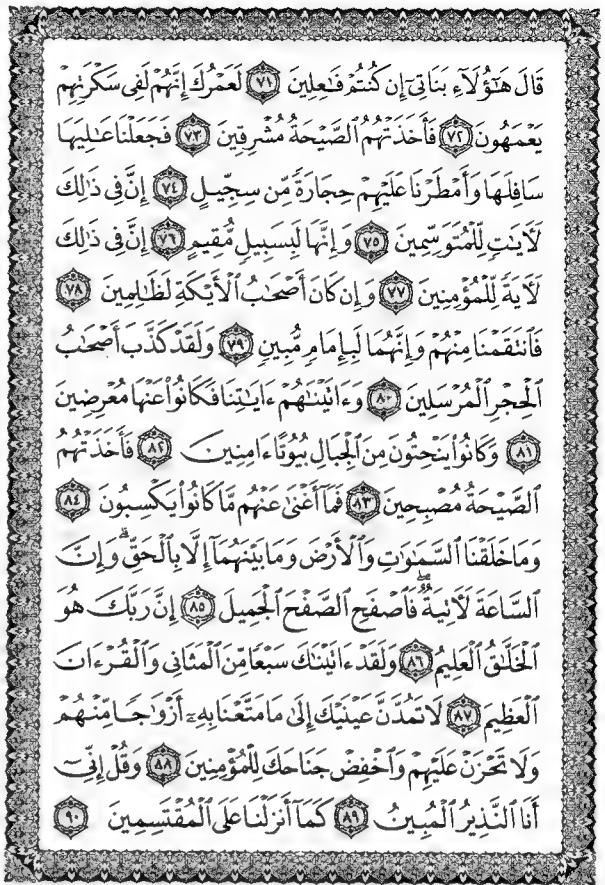 قَالَ هَٰٓؤُلَآءِ بَنَاتِىٓ إِن كُنتُمْ فَٰعِلِينَ ٧١ لَعَمْرُكَ إِنَّهُمْ لَفِى سَكْرَتِهِمْ
يَعْمَهُونَ ٧٢ فَأَخَذَتْهُمُ ٱلصَّيْحَةُ مُشْرِقِينَ ٧٣ فَجَعَلْنَا عَٰلِيَهَا
سَافِلَهَا وَأَمْطَرْنَا عَلَيْهِمْ حِجَارَةً مِّن سِجِّيلٍ ٧٤ إِنَّ فِى ذَٰلِكَ
لَءَايَٰتٍ لِّلْمُتَوَسِّمِينَ ٧٥ وَإِنَّهَا لَبِسَبِيلٍ مُّقِيمٍ ٧٦ إِنَّ فِى ذَٰلِكَ
لَءَايَةً لِّلْمُؤْمِنِينَ ٧٧ وَإِن كَانَ أَصْحَٰبُ ٱلْأَيْكَةِ لَظَٰلِمِينَ ٧٨
فَٱنتَقَمْنَا مِنْهُمْ وَإِنَّهُمَا لَبِإِمَامٍ مُّبِينٍ ٧٩ وَلَقَدْ كَذَّبَ أَصْحَٰبُ
ٱلْحِجْرِ ٱلْمُرْسَلِينَ ٨٠ وَءَاتَيْنَٰهُمْ ءَايَٰتِنَا فَكَانُوا۟ عَنْهَا مُعْرِضِينَ
٨١ وَكَانُوا۟ يَنْحِتُونَ مِنَ ٱلْجِبَالِ بُيُوتًا ءَامِنِينَ ٨٢ فَأَخَذَتْهُمُ
ٱلصَّيْحَةُ مُصْبِحِينَ ٨٣ فَمَآ أَغْنَىٰ عَنْهُم مَّا كَانُوا۟ يَكْسِبُونَ ٨٤
وَمَا خَلَقْنَا ٱلسَّمَٰوَٰتِ وَٱلْأَرْضَ وَمَا بَيْنَهُمَآ إِلَّا بِٱلْحَقِّ ۗ وَإِنَّ
ٱلسَّاعَةَ لَءَاتِيَةٌ ۖ فَٱصْفَحِ ٱلصَّفْحَ ٱلْجَمِيلَ ٨٥ إِنَّ رَبَّكَ هُوَ
ٱلْخَلَّٰقُ ٱلْعَلِيمُ ٨٦ وَلَقَدْ ءَاتَيْنَٰكَ سَبْعًا مِّنَ ٱلْمَثَانِى وَٱلْقُرْءَانَ
ٱلْعَظِيمَ ٨٧ لَا تَمُدَّنَّ عَيْنَيْكَ إِلَىٰ مَا مَتَّعْنَا بِهِۦٓ أَزْوَٰجًا مِّنْهُمْ
وَلَا تَحْزَنْ عَلَيْهِمْ وَٱخْفِضْ جَنَاحَكَ لِلْمُؤْمِنِينَ ٨٨ وَقُلْ إِنِّىٓ
أَنَا ٱلنَّذِيرُ ٱلْمُبِينُ ٨٩ كَمَآ أَنزَلْنَا عَلَى ٱلْمُقْتَسِمِينَ ٩٠